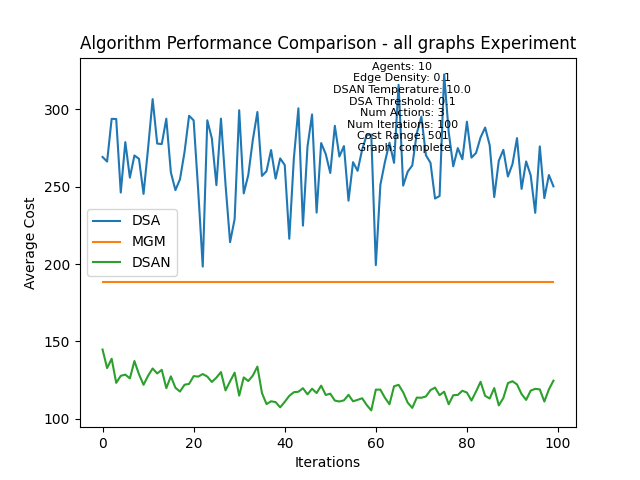 Algorithm Performance Comparison - all graphs Experiment
Agents: 10
Edge Density: 0.1
DSAN Temperature: 10.0
DSA Threshold: 0.1
Num Actions: 3
Num Iterations: 100
Cost Range: 501
Graph: complete
300
250
200
150
100
Average Cost
DSA
MGM
DSAN
0
20
40
60
80
100
Iterations